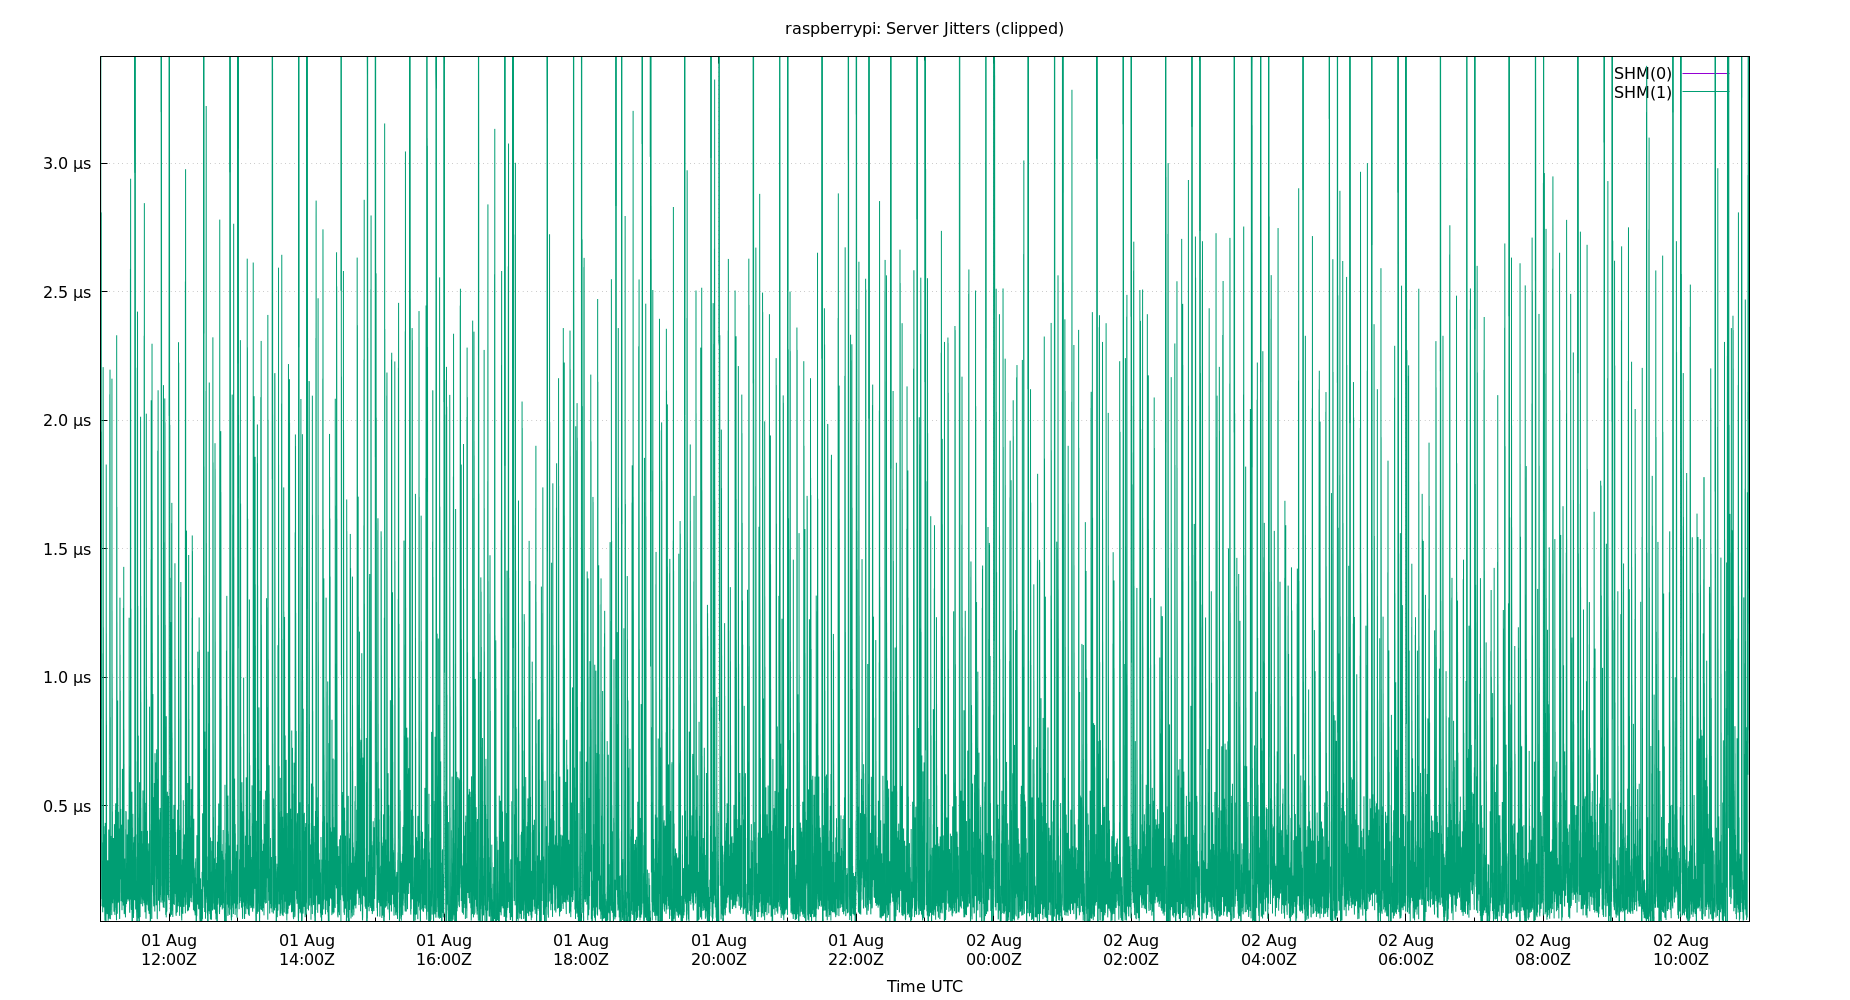 raspberrypi: Server Jitters (clipped)
SHM(0)
SHM(1)
3.0 µs
2.5 µs
2.0 µs
1.5 µs
1.0 µs
0.5 µs
01 Aug 01 Aug 01 Aug 01 Aug 01 Aug 01 Aug 02 Aug 02 Aug 02 Aug 02 Aug 02 Aug 02 Aug
12:00Z 14:00Z 16:00Z 18:00Z 20:00Z 22:00Z 00:00Z 02:00Z 04:00Z 06:00Z 08:00Z 10:00Z
Time UTC